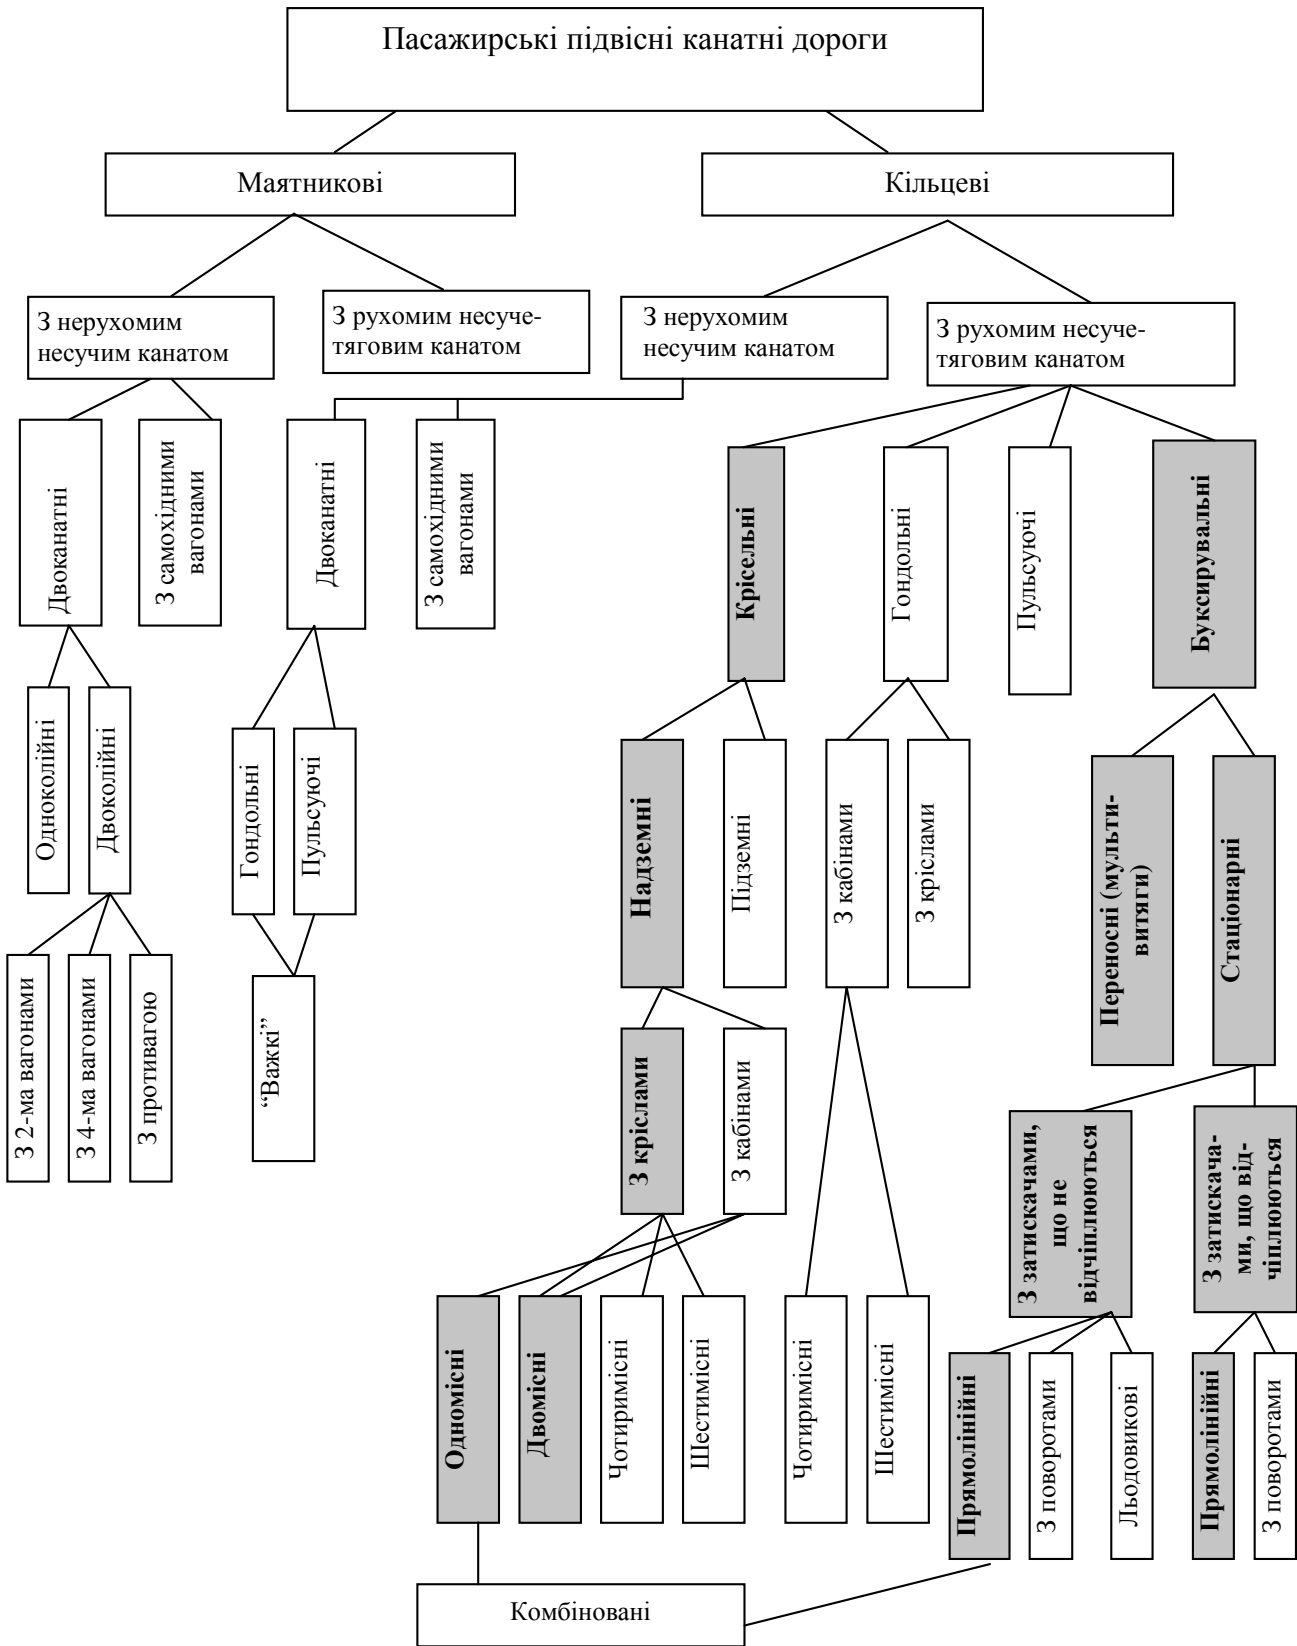 Пасажирські підвісні канатні дороги
Маятникові
Кільцеві
З нерухомим
несучим канатом
З рухомим несуче-
тяговим канатом
З нерухомим
несучим канатом
З рухомим несуче-
тяговим канатом
Двоканатні
З самохідними
вагонами
Двоканатні
З самохідними
вагонами
Крісельні
Гондольні
Пульсуючі
Буксирувальні
Одноколійні
Двоколійні
Гондольні
Пульсуючі
Надземні
Підземні
З кабінами
З кріслами
Переносні (мульти-
витяги)
Стаціонарні
З 2-ма вагонами
З 4-ма вагонами
З противагою
“Важкі”
З кріслами
З кабінами
З затискачами,
що не
відчіплюються
З затискача-
ми, що від-
чіплюються
Одномісні
Двомісні
Чотиримісні
Шестимісні
Чотиримісні
Шестимісні
Прямолінійні
З поворотами
Льодовикові
Прямолінійні
З поворотами
Комбіновані